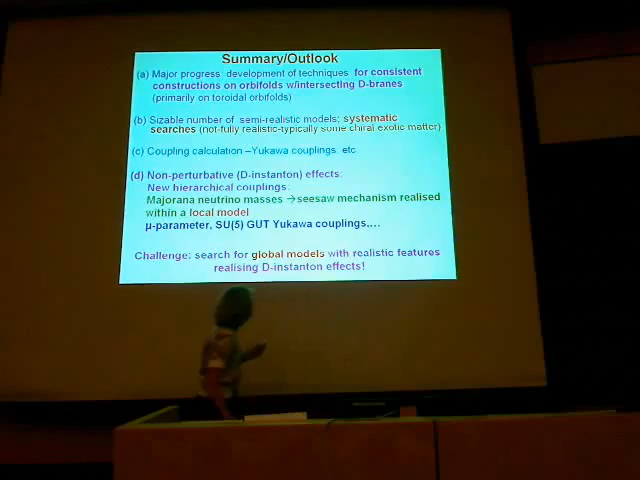 Summary/Outlook
(a) Major progress development of techniques for consistent
constructions on orbifolds w/intersecting D-branes
(primarily on toroidal orbifolds)
(b) Sizable number of semi-realistic models; systematic
searches (not-fully realistic-typically some chiral exotic matter)
(c) Coupling calculation –Yukawa couplings. etc
(d) Non-perturbative (D-instanton) effects:
New hierarchical couplings:
Majorana neutrino masses →seesaw mechanism realised
within a local model
μ-parameter, SU(5) GUT Yukawa couplings....
Challenge: search for global models with realistic features
realising D-instanton effects!